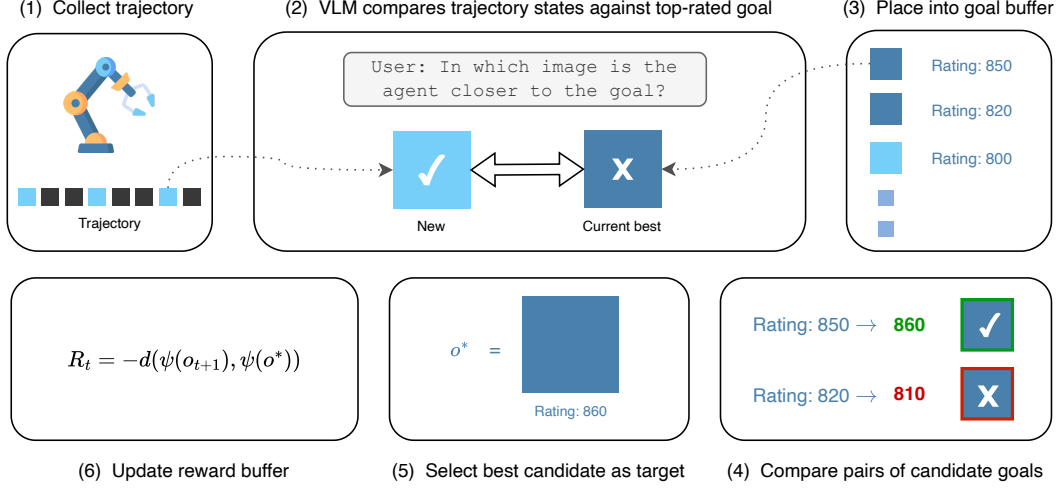 (1) Collect trajectory
Trajectory
(2) VLM compares trajectory states against top-rated goal
User: In which image is the
agent closer to the goal?
New
Current best
(3) Place into goal buffer
Rating: 850
Rating: 820
Rating: 800
Rating: 850 → 860
Rating: 820 → 810
(4) Compare pairs of candidate goals
o* =
Rating: 860
(5) Select best candidate as target
R_t = −d(ψ(o_{t+1}), ψ(o*))
(6) Update reward buffer